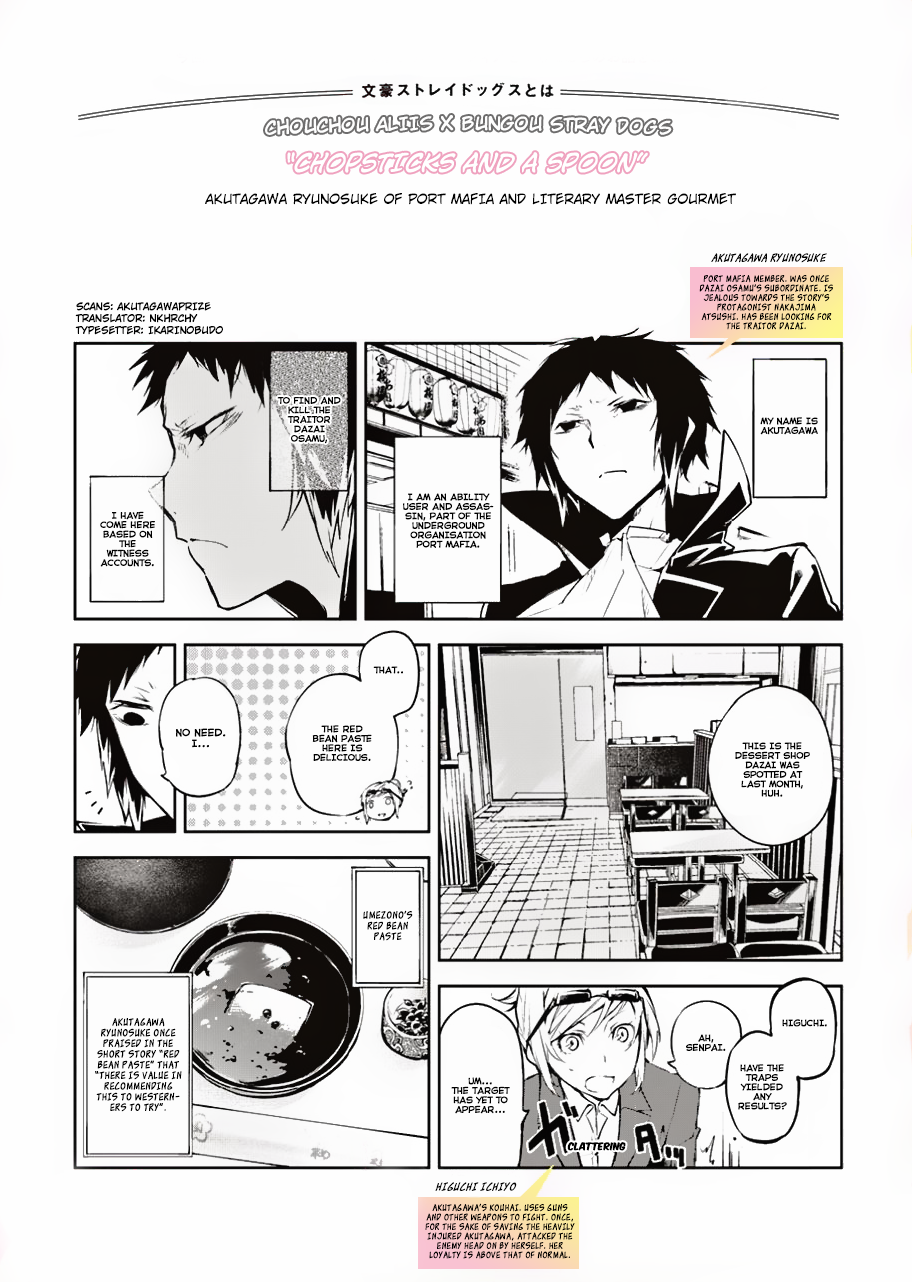 文豪ストレイドッグスとは
CHOUCHOU ALIIS X BUNGOU STRAY DOGS
"CHOPSTICKS AND A SPOON"
AKUTAGAWA RYUNOSUKE OF PORT MAFIA AND LITERARY MASTER GOURMET
AKUTAGAWA RYUNOSUKE
PORT MAFIA MEMBER. WAS ONCE
DAZAI OSAMU'S SUBORDINATE. IS
JEALOUS TOWARDS THE STORY'S
PROTAGONIST NAKAJIMA
ATSUSHI. HAS BEEN LOOKING FOR
THE TRAITOR DAZAI.
SCANS: AKUTAGAWAPRIZE
TRANSLATOR: NKHRCHY
TYPESETTER: IKARINOBUDO
MY NAME IS
AKUTAGAWA
I AM AN ABILITY
USER AND ASSAS-
SIN, PART OF THE
UNDERGROUND
ORGANISATION
PORT MAFIA.
TO FIND AND
KILL THE
TRAITOR
DAZAI
OSAMU,
I HAVE
COME HERE
BASED ON
THE
WITNESS
ACCOUNTS.
THIS IS THE
DESSERT SHOP
DAZAI WAS
SPOTTED AT
LAST MONTH,
HUH.
HIGUCHI.
HAVE THE
TRAPS
YIELDED
ANY
RESULTS?
AH,
SENPAI.
UM...
THE TARGET
HAS YET TO
APPEAR...
ガタッ
CLATTERING
HIGUCHI ICHIYO
AKUTAGAWA'S KOUHAI. USES GUNS
AND OTHER WEAPONS TO FIGHT. ONCE,
FOR THE SAKE OF SAVING THE HEAVILY
INJURED AKUTAGAWA, ATTACKED THE
ENEMY HEAD ON BY HERSELF. HER
LOYALTY IS ABOVE THAT OF NORMAL.
THAT..
THE RED
BEAN PASTE
HERE IS
DELICIOUS.
NO NEED.
I...
UMEZONO'S
RED BEAN
PASTE
AKUTAGAWA
RYUNOSUKE ONCE
PRAISED IN THE
SHORT STORY "RED
BEAN PASTE" THAT
"THERE IS VALUE IN
RECOMMENDING
THIS TO WESTERN-
ERS TO TRY".